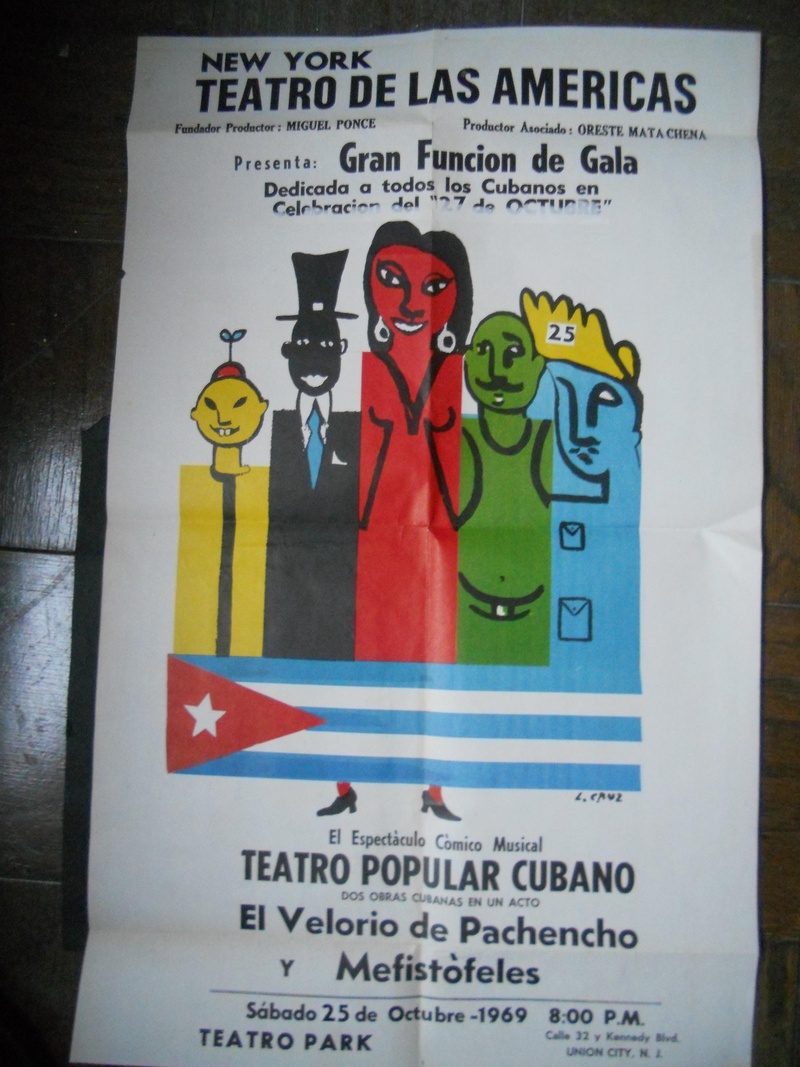 NEW YORK
TEATRO DE LAS AMERICAS
Fundador Productor: MIGUEL PONCE
Productor Asociado: ORESTE MATACHENA
Presenta: Gran Funcion de Gala
Dedicada a todos los Cubanos en
Celebracion del "27 de OCTUBRE"
25
L. CRUZ
El Espectàculo Còmico Musical
TEATRO POPULAR CUBANO
DOS OBRAS CUBANAS EN UN ACTO
El Velorio de Pachencho
Y Mefistòfeles
Sábado 25 de Octubre -1969 8:00 P.M.
TEATRO PARK
Calle 32 y Kennedy Blvd.
UNION CITY, N. J.